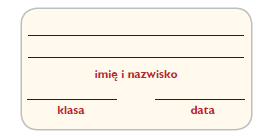 imię i nazwisko
klasa data